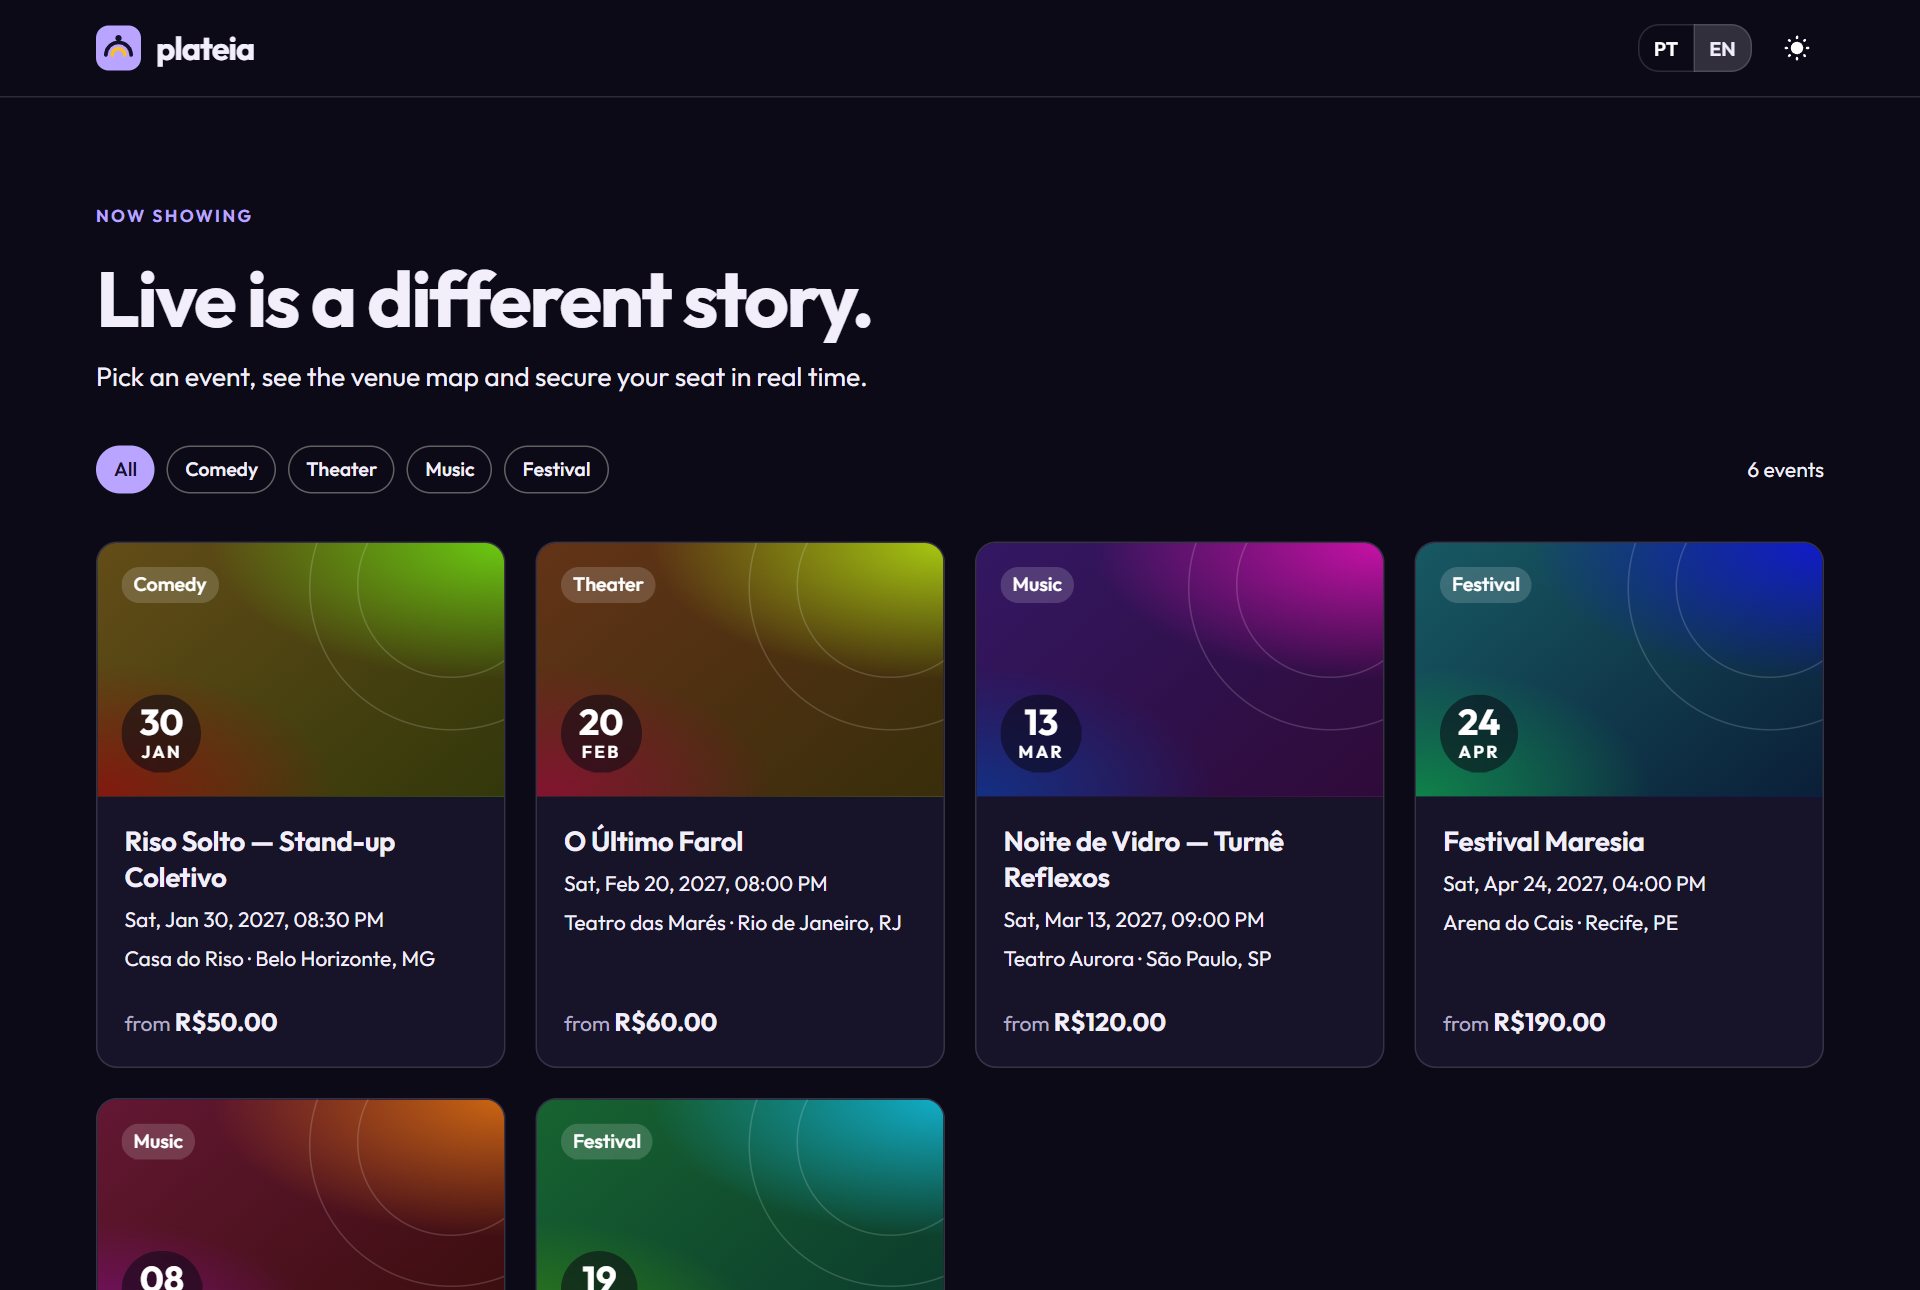 plateia
PT EN
NOW SHOWING
Live is a different story.
Pick an event, see the venue map and secure your seat in real time.
All Comedy Theater Music Festival
6 events
Comedy
30
JAN
Riso Solto — Stand-up
Coletivo
Sat, Jan 30, 2027, 08:30 PM
Casa do Riso · Belo Horizonte, MG
from R$50.00
Theater
20
FEB
O Último Farol
Sat, Feb 20, 2027, 08:00 PM
Teatro das Marés · Rio de Janeiro, RJ
from R$60.00
Music
13
MAR
Noite de Vidro — Turnê
Reflexos
Sat, Mar 13, 2027, 09:00 PM
Teatro Aurora · São Paulo, SP
from R$120.00
Festival
24
APR
Festival Maresia
Sat, Apr 24, 2027, 04:00 PM
Arena do Cais · Recife, PE
from R$190.00
Music
08
Festival
19